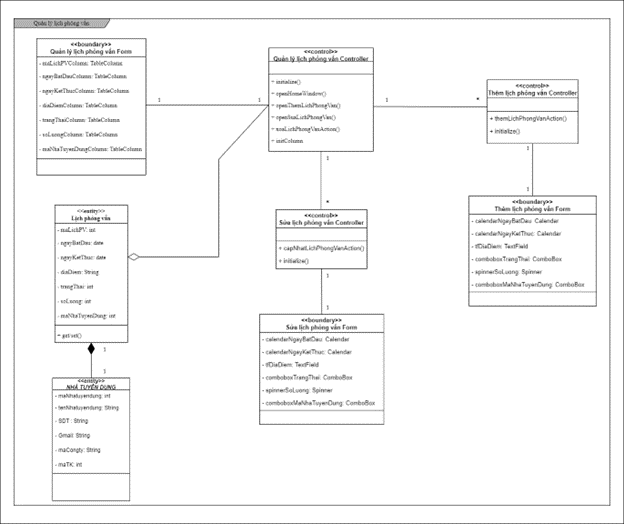 Quản lý lịch phỏng vấn
<<boundary>>
Quản lý lịch phỏng vấn Form
- maLichPVColumn: TableColumn
- ngayBatDauColumn: TableColumn
- ngayKetThucColumn: TableColumn
- diaDiemColumn: TableColumn
- trangThaiColumn: TableColumn
- soLuongColumn: TableColumn
- maNhaTuyenDungColumn: TableColumn
1
1
<<control>>
Quản lý lịch phỏng vấn Controller
+ initialize()
+ openHomeWindow()
+ openThemLichPhongVan()
+ openSuaLichPhongVan()
+ xoaLichPhongVanAction()
+ initColumn
1
*
<<control>>
Thêm lịch phỏng vấn Controller
+ themLichPhongVanAction()
+ initialize()
1
1
<<boundary>>
Thêm lịch phỏng vấn Form
- calendarNgayBatDau: Calendar
- calendarNgayKetThuc: Calendar
- tfDiaDiem: TextField
- comboboxTrangThai: ComboBox
- spinnerSoLuong: Spinner
- comboboxMaNhaTuyenDung: ComboBox
1
*
<<control>>
Sửa lịch phỏng vấn Controller
+ capNhatLichPhongVanAction()
+ initialize()
1
1
<<boundary>>
Sửa lịch phỏng vấn Form
- calendarNgayBatDau: Calendar
- calendarNgayKetThuc: Calendar
- tfDiaDiem: TextField
- comboboxTrangThai: ComboBox
- spinnerSoLuong: Spinner
- comboboxMaNhaTuyenDung: ComboBox
<<entity>>
Lịch phỏng vấn
- maLichPV: int
- ngayBatDau: date
- ngayKetThuc: date
- diaDiem: String
- trangThai: int
- soLuong: int
- maNhaTuyenDung: int
+ get/set()
1
1
<<entity>>
NHÀ TUYỂN DỤNG
- maNhatuyendung: int
- tenNhatuyendung: String
- SDT : String
- Gmail: String
- maCongty: String
- maTK: int